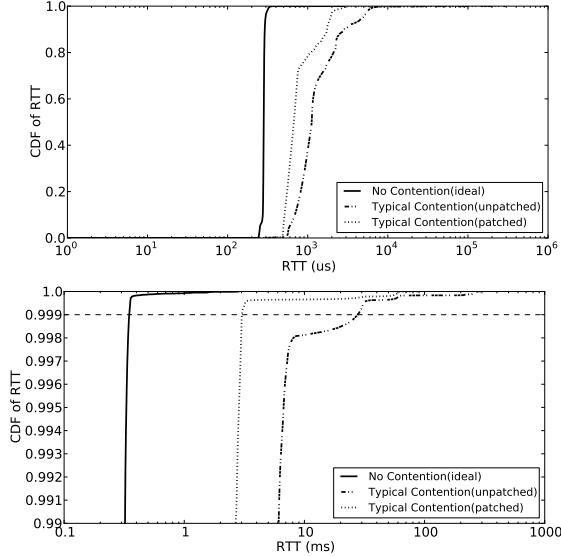 1.0
0.8
0.6
0.4
0.2
0.0
CDF of RTT
No Contention(ideal)
Typical Contention(unpatched)
Typical Contention(patched)
10^0 10^1 10^2 10^3 10^4 10^5 10^6
RTT (us)
1.0
0.999
0.998
0.997
0.996
0.995
0.994
0.993
0.992
0.991
0.99
CDF of RTT
No Contention(ideal)
Typical Contention(unpatched)
Typical Contention(patched)
0.1 1 10 100 1000
RTT (ms)